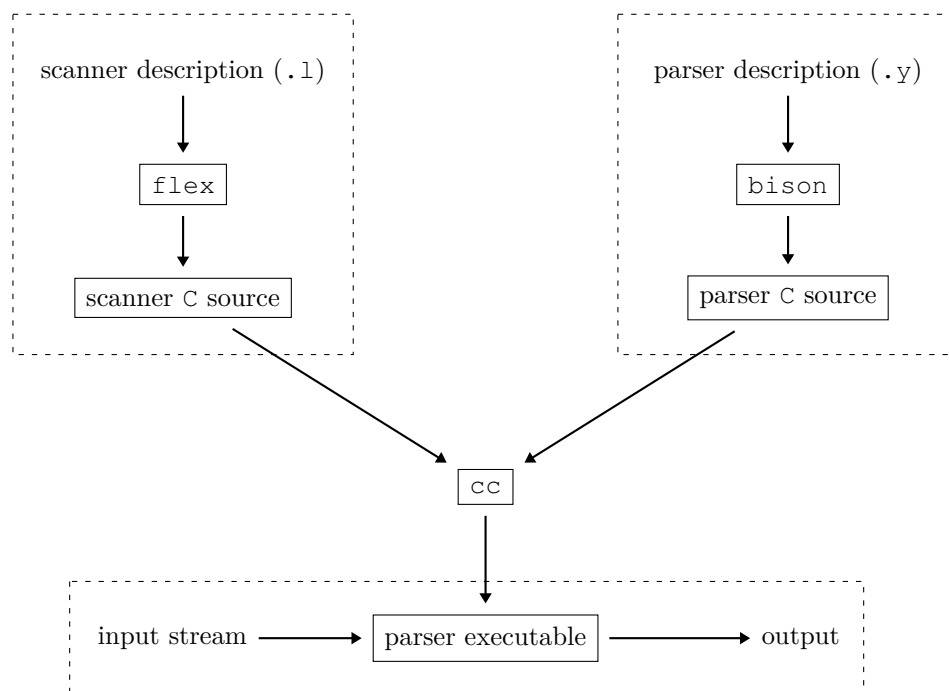 scanner description (.l)
parser description (.y)
flex
bison
scanner C source
parser C source
cc
input stream
parser executable
output